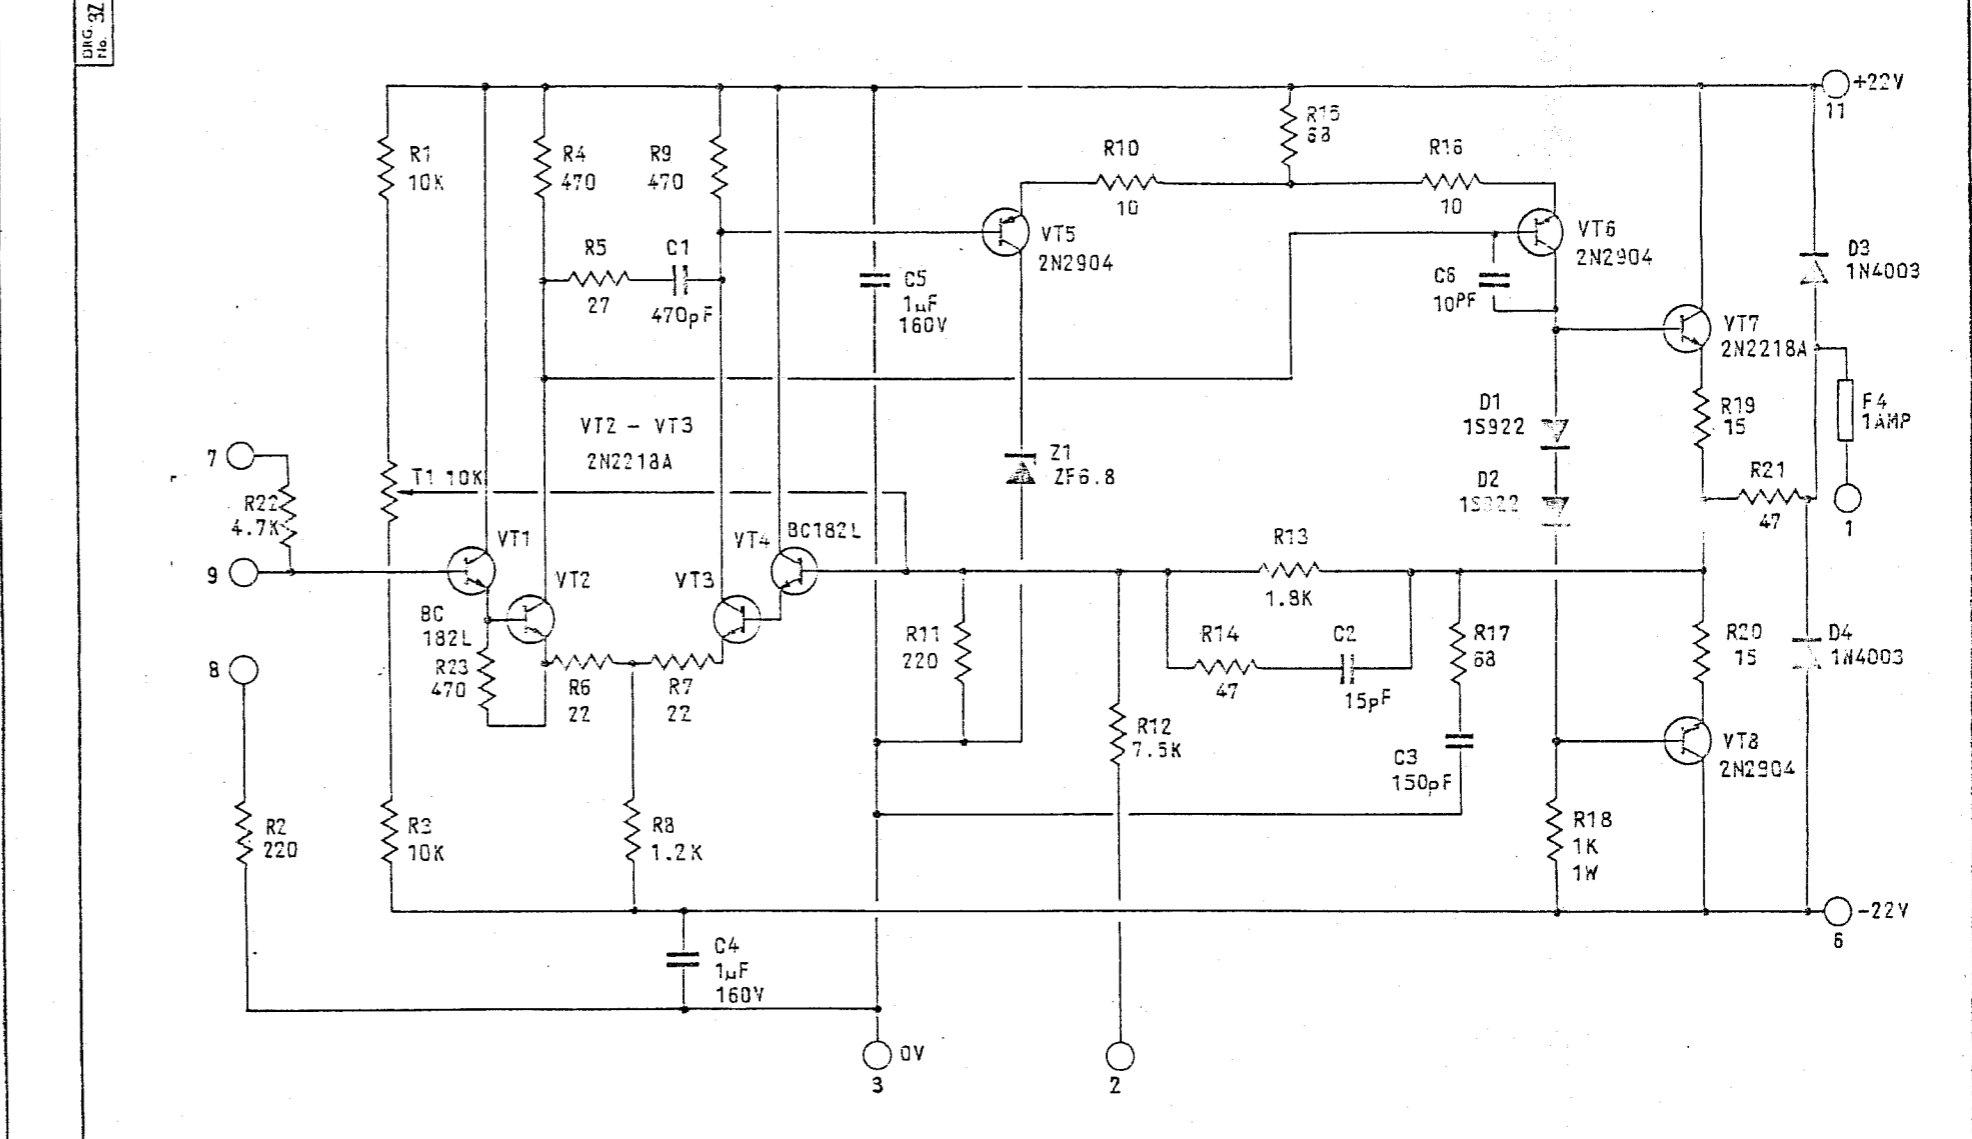 DRG. No. 3Z
+22V
11
R1
10K
R4
470
R9
470
R15
68
R10
10
R16
10
VT5
2N2904
VT6
2N2904
R5
27
C1
470pF
C5
1µF
160V
C6
10PF
D3
1N4003
VT7
2N2218A
VT2 - VT3
2N2218A
D1
1S922
R19
15
F4
1AMP
7
T1 10K
Z1
ZF6.8
D2
1S922
R21
47
1
R22
4.7K
9
VT1
VT4
BC182L
R13
1.8K
VT2
VT3
BC
182L
R23
470
R6
22
R7
22
R11
220
R14
47
C2
15pF
R17
68
R20
15
D4
1N4003
8
R12
7.5K
C3
150pF
VT8
2N2904
R2
220
R3
10K
R8
1.2K
R18
1K
1W
-22V
6
C4
1µF
160V
0V
3
2